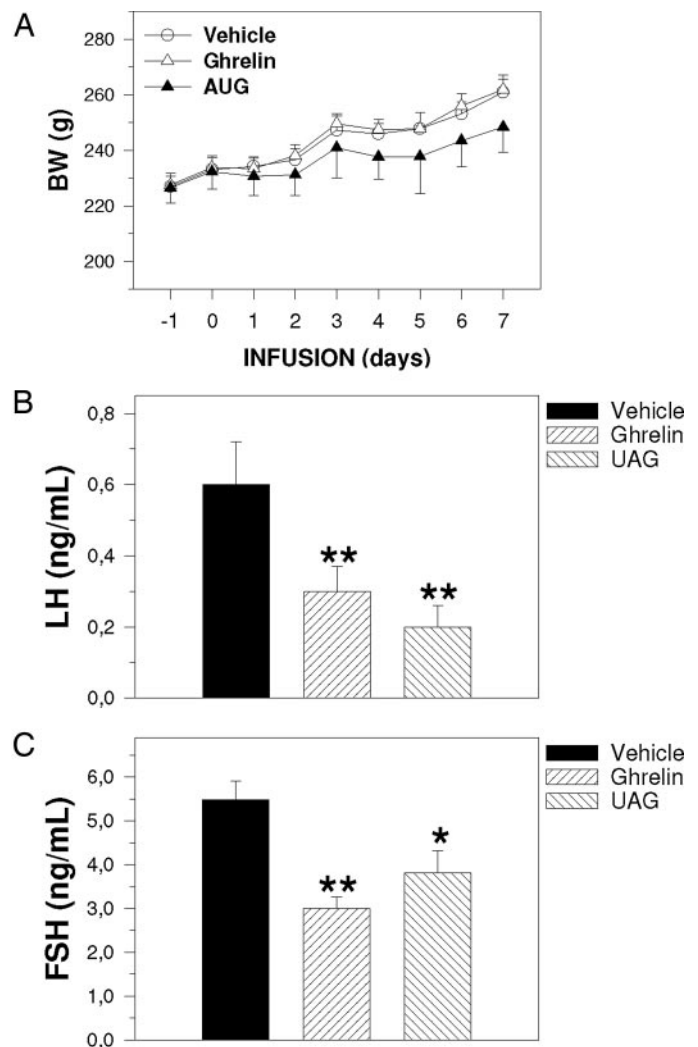 A
280
260
240
220
200
BW (g)
Vehicle
Ghrelin
AUG
-1 0 1 2 3 4 5 6 7
INFUSION (days)
B
0,8
0,6
0,4
0,2
0,0
LH (ng/mL)
**
**
Vehicle
Ghrelin
UAG
C
6,0
5,0
4,0
3,0
2,0
1,0
0,0
FSH (ng/mL)
**
*
Vehicle
Ghrelin
UAG